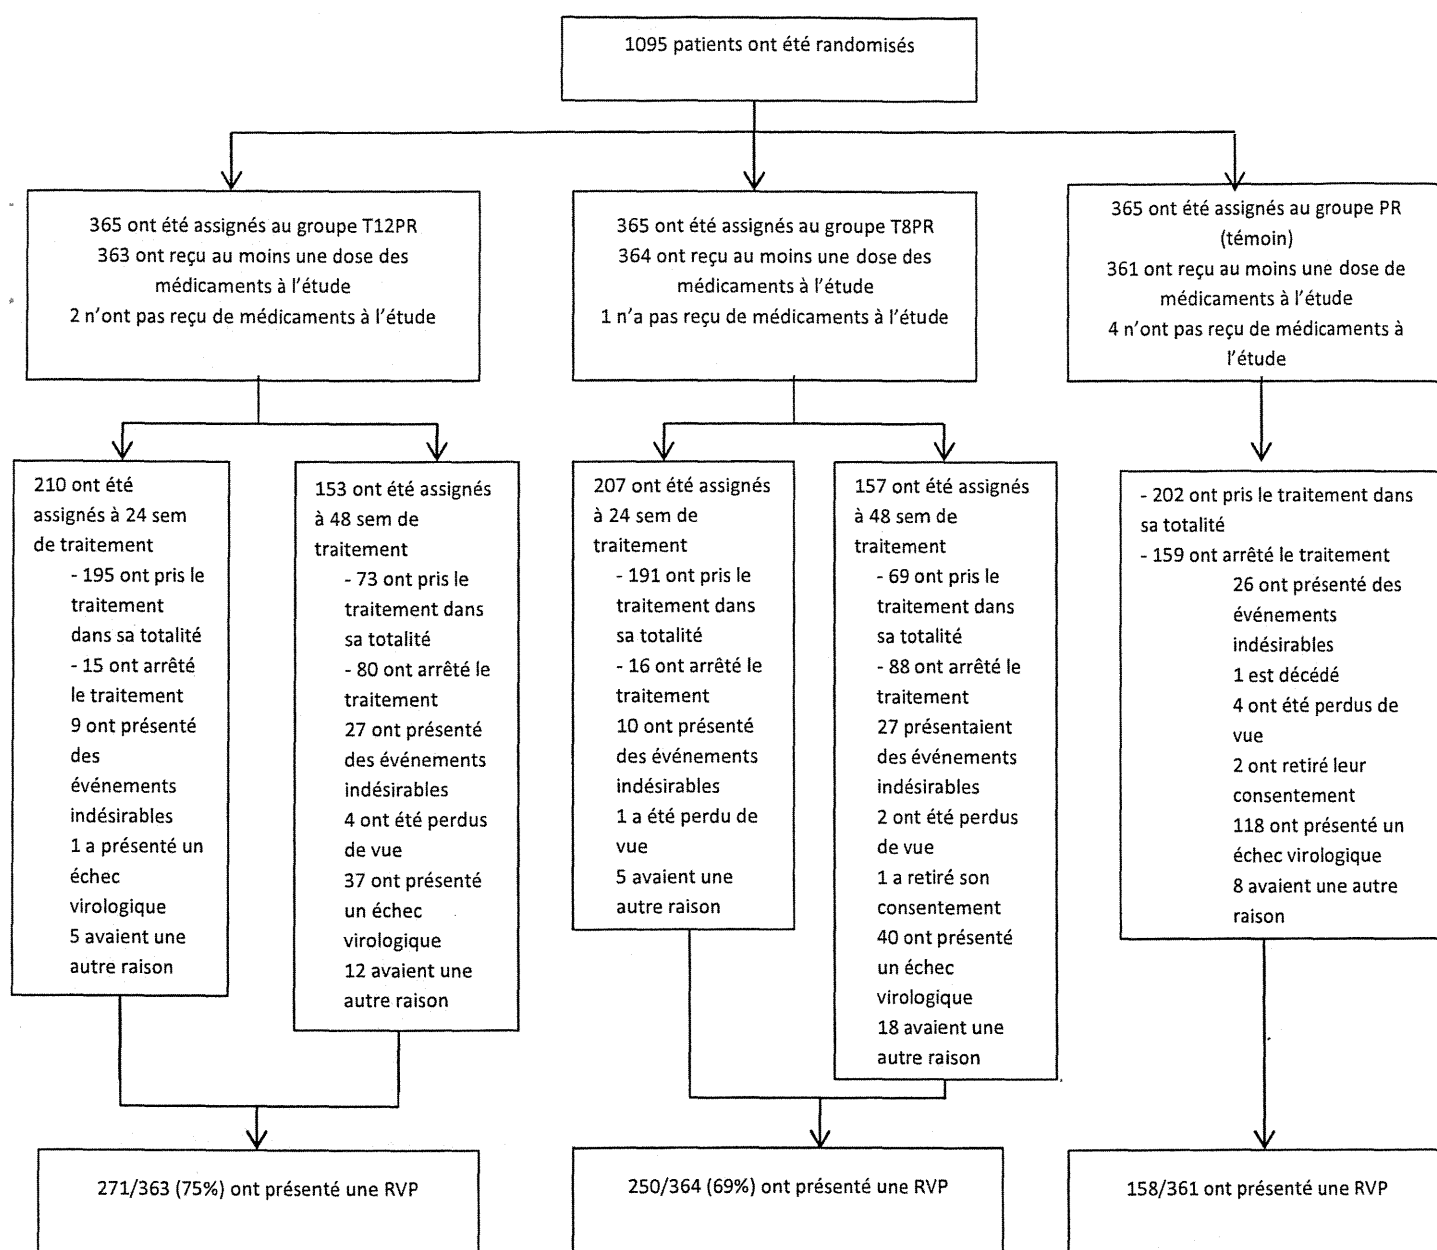 1095 patients ont été randomisés
365 ont été assignés au groupe T12PR
363 ont reçu au moins une dose des
médicaments à l'étude
2 n'ont pas reçu de médicaments à l'étude
365 ont été assignés au groupe T8PR
364 ont reçu au moins une dose des
médicaments à l'étude
1 n'a pas reçu de médicaments à l'étude
365 ont été assignés au groupe PR
(témoin)
361 ont reçu au moins une dose de
médicaments à l'étude
4 n'ont pas reçu de médicaments à
l'étude
210 ont été
assignés à 24 sem
de traitement
- 195 ont pris le
traitement
dans sa totalité
- 15 ont arrêté
le traitement
9 ont présenté
des
événements
indésirables
1 a présenté un
échec
virologique
5 avaient une
autre raison
153 ont été assignés
à 48 sem de
traitement
- 73 ont pris le
traitement dans
sa totalité
- 80 ont arrêté le
traitement
27 ont présenté
des événements
indésirables
4 ont été perdus
de vue
37 ont présenté
un échec
virologique
12 avaient une
autre raison
207 ont été assignés
à 24 sem de
traitement
- 191 ont pris le
traitement dans
sa totalité
- 16 ont arrêté le
traitement
10 ont présenté
des événements
indésirables
1 a été perdu de
vue
5 avaient une
autre raison
157 ont été assignés
à 48 sem de
traitement
- 69 ont pris le
traitement dans
sa totalité
- 88 ont arrêté le
traitement
27 présentaient
des événements
indésirables
2 ont été perdus
de vue
1 a retiré son
consentement
40 ont présenté
un échec
virologique
18 avaient une
autre raison
- 202 ont pris le traitement dans
sa totalité
- 159 ont arrêté le traitement
26 ont présenté des
événements
indésirables
1 est décédé
4 ont été perdus de
vue
2 ont retiré leur
consentement
118 ont présenté un
échec virologique
8 avaient une autre
raison
271/363 (75%) ont présenté une RVP
250/364 (69%) ont présenté une RVP
158/361 ont présenté une RVP